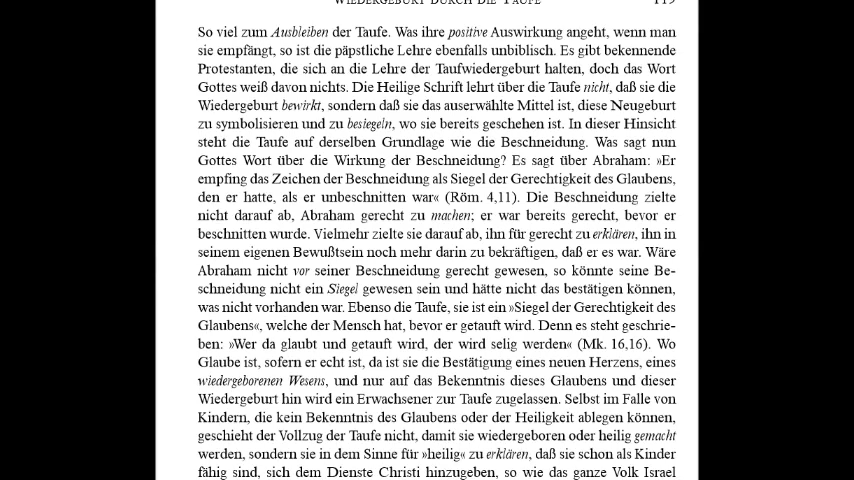 WIEDERGEBURT DURCH DIE TAUFE 119
So viel zum Ausbleiben der Taufe. Was ihre positive Auswirkung angeht, wenn man
sie empfängt, so ist die päpstliche Lehre ebenfalls unbiblisch. Es gibt bekennende
Protestanten, die sich an die Lehre der Taufwiedergeburt halten, doch das Wort
Gottes weiß davon nichts. Die Heilige Schrift lehrt über die Taufe nicht, daß sie die
Wiedergeburt bewirkt, sondern daß sie das auserwählte Mittel ist, diese Neugeburt
zu symbolisieren und zu besiegeln, wo sie bereits geschehen ist. In dieser Hinsicht
steht die Taufe auf derselben Grundlage wie die Beschneidung. Was sagt nun
Gottes Wort über die Wirkung der Beschneidung? Es sagt über Abraham: »Er
empfing das Zeichen der Beschneidung als Siegel der Gerechtigkeit des Glaubens,
den er hatte, als er unbeschnitten war« (Röm. 4,11). Die Beschneidung zielte
nicht darauf ab, Abraham gerecht zu machen; er war bereits gerecht, bevor er
beschnitten wurde. Vielmehr zielte sie darauf ab, ihn für gerecht zu erklären, ihn in
seinem eigenen Bewußtsein noch mehr darin zu bekräftigen, daß er es war. Wäre
Abraham nicht vor seiner Beschneidung gerecht gewesen, so könnte seine Be-
schneidung nicht ein Siegel gewesen sein und hätte nicht das bestätigen können,
was nicht vorhanden war. Ebenso die Taufe, sie ist ein »Siegel der Gerechtigkeit des
Glaubens«, welche der Mensch hat, bevor er getauft wird. Denn es steht geschrie-
ben: »Wer da glaubt und getauft wird, der wird selig werden« (Mk. 16,16). Wo
Glaube ist, sofern er echt ist, da ist sie die Bestätigung eines neuen Herzens, eines
wiedergeborenen Wesens, und nur auf das Bekenntnis dieses Glaubens und dieser
Wiedergeburt hin wird ein Erwachsener zur Taufe zugelassen. Selbst im Falle von
Kindern, die kein Bekenntnis des Glaubens oder der Heiligkeit ablegen können,
geschieht der Vollzug der Taufe nicht, damit sie wiedergeboren oder heilig gemacht
werden, sondern sie in dem Sinne für »heilig« zu erklären, daß sie schon als Kinder
fähig sind, sich dem Dienste Christi hinzugeben, so wie das ganze Volk Israel